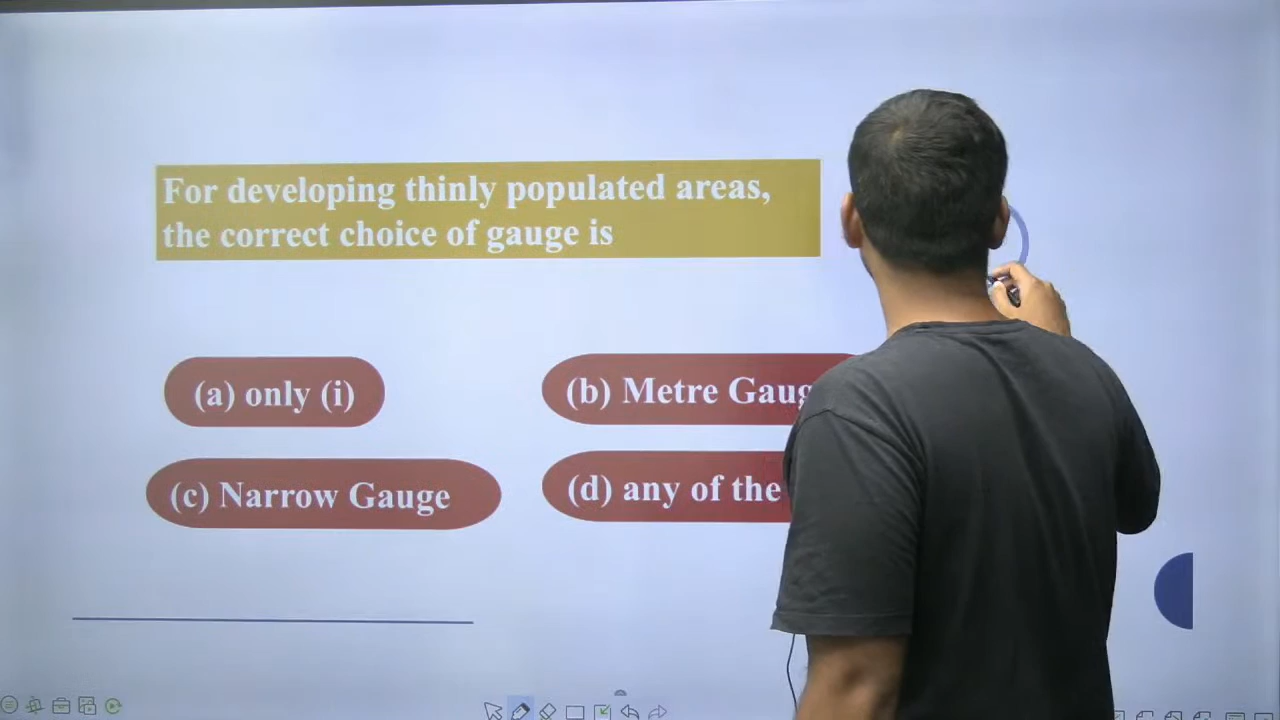 For developing thinly populated areas,
the correct choice of gauge is
(a) only (i)
(b) Metre Gaug
(c) Narrow Gauge
(d) any of the